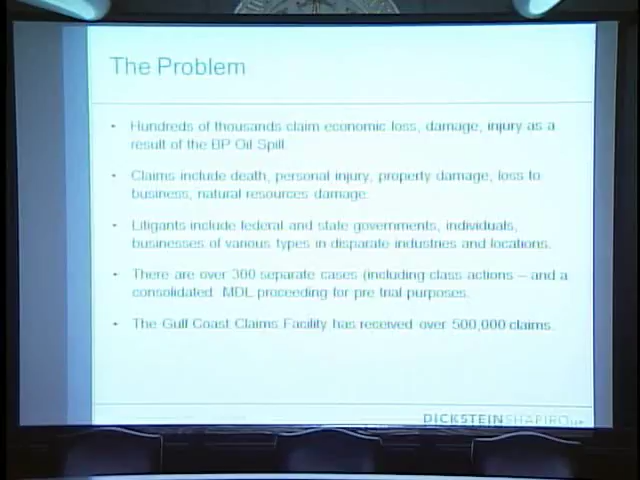 The Problem
• Hundreds of thousands claim economic loss, damage, injury as a
result of the BP Oil Spill
• Claims include death, personal injury, property damage, loss to
business, natural resources damage.
• Litigants include federal and state governments, individuals,
businesses of various types in disparate industries and locations.
• There are over 300 separate cases (including class actions – and a
consolidated MDL proceeding for pre trial purposes.
• The Gulf Coast Claims Facility has received over 500,000 claims.
DICKSTEINSHAPIRO LLP